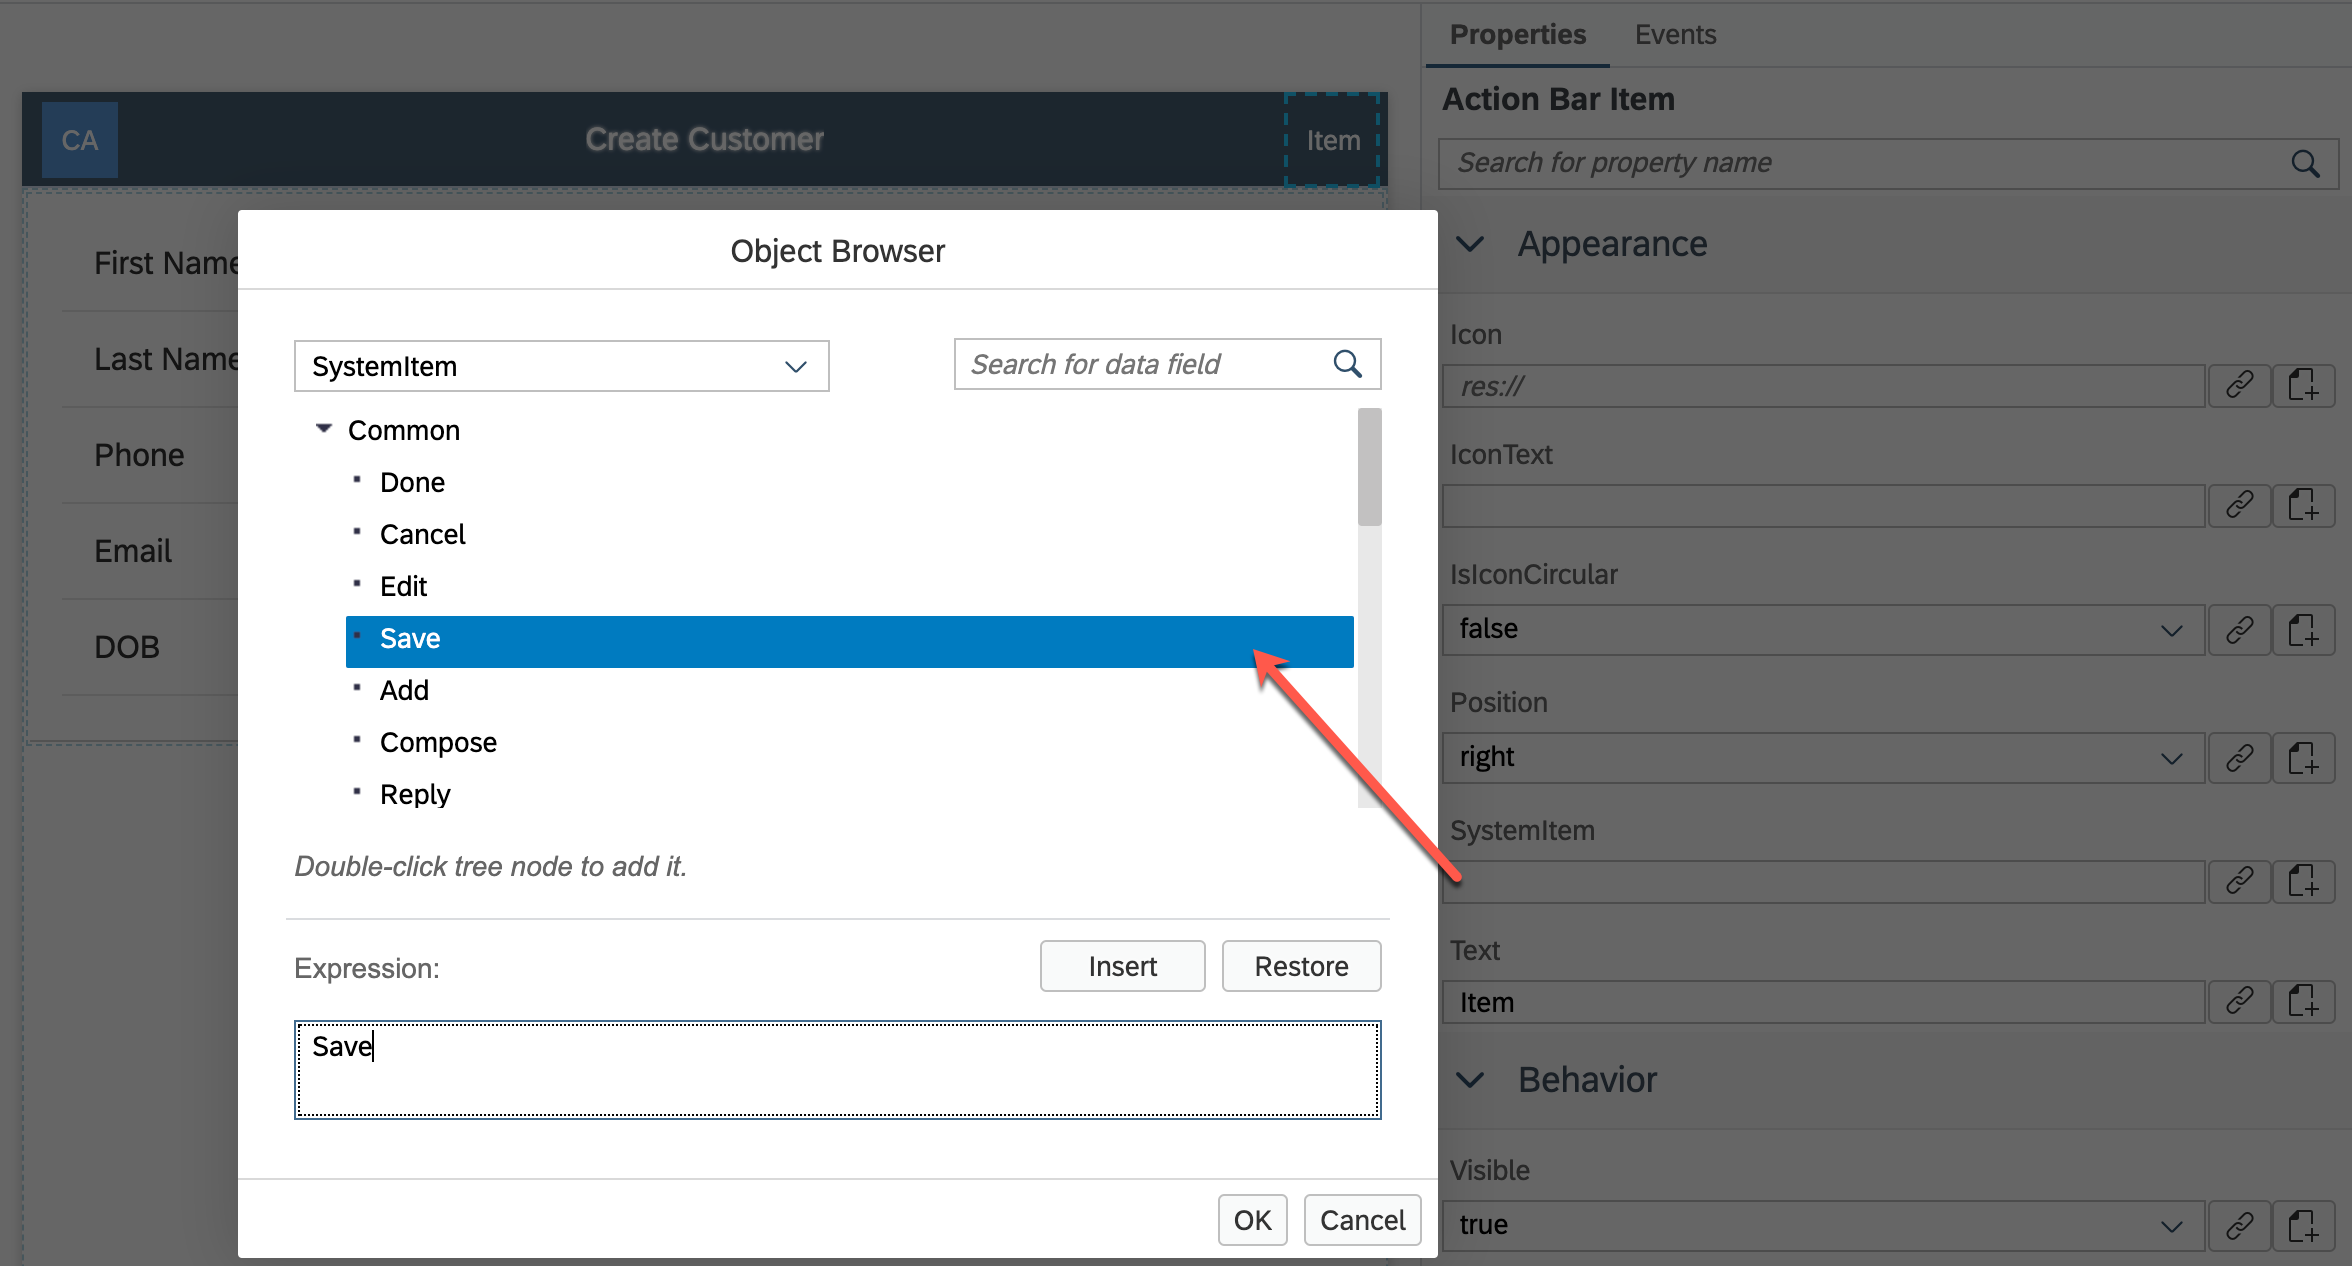 Properties
Events
Action Bar Item
Search for property name
Appearance
Icon
res://
IconText
IsIconCircular
false
Position
right
SystemItem
Text
Item
Behavior
Visible
true
CA
Create Customer
Item
First Name
Last Name
Phone
Email
DOB
Object Browser
SystemItem
Search for data field
Common
Done
Cancel
Edit
Save
Add
Compose
Reply
Double-click tree node to add it.
Expression:
Insert
Restore
Save
OK
Cancel